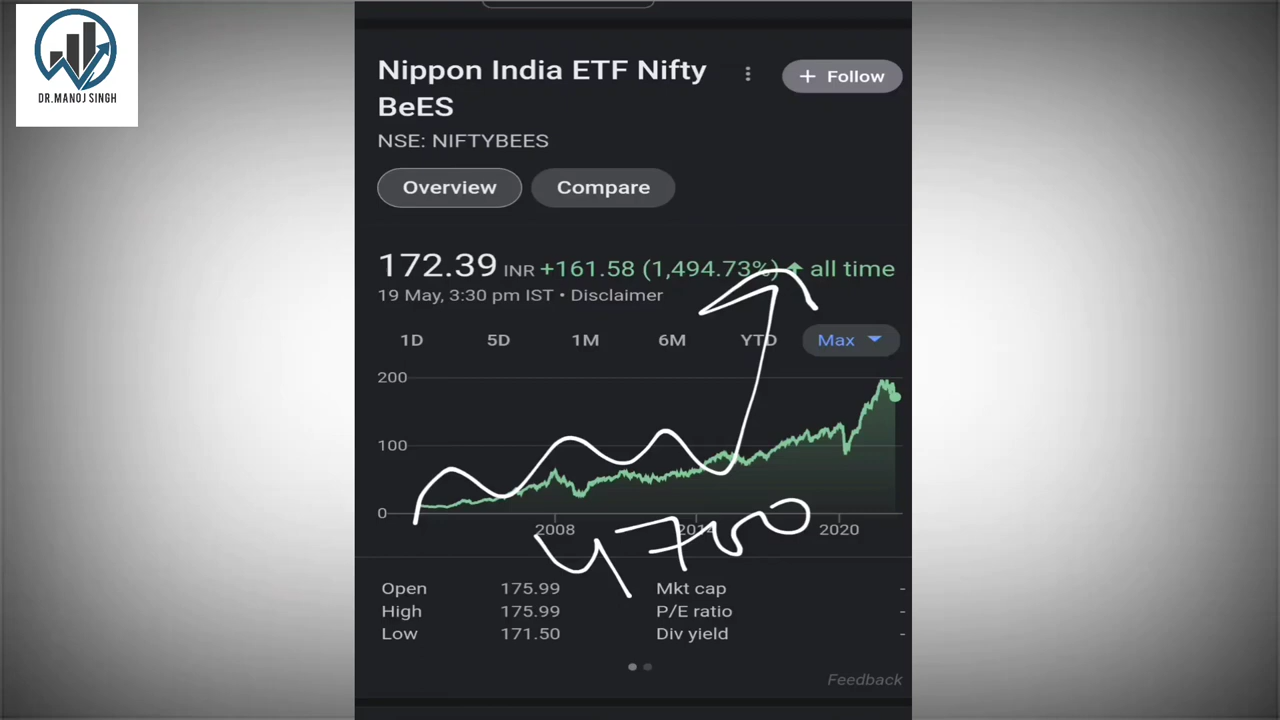 DR.MANOJ SINGH
Nippon India ETF Nifty
BeES
+ Follow
NSE: NIFTYBEES
Overview
Compare
172.39 INR +161.58 (1,494.73%) ↑ all time
19 May, 3:30 pm IST • Disclaimer
1D 5D 1M 6M YTD Max
200
100
0
2008 2014 2020
Open 175.99 Mkt cap -
High 175.99 P/E ratio -
Low 171.50 Div yield -
Feedback